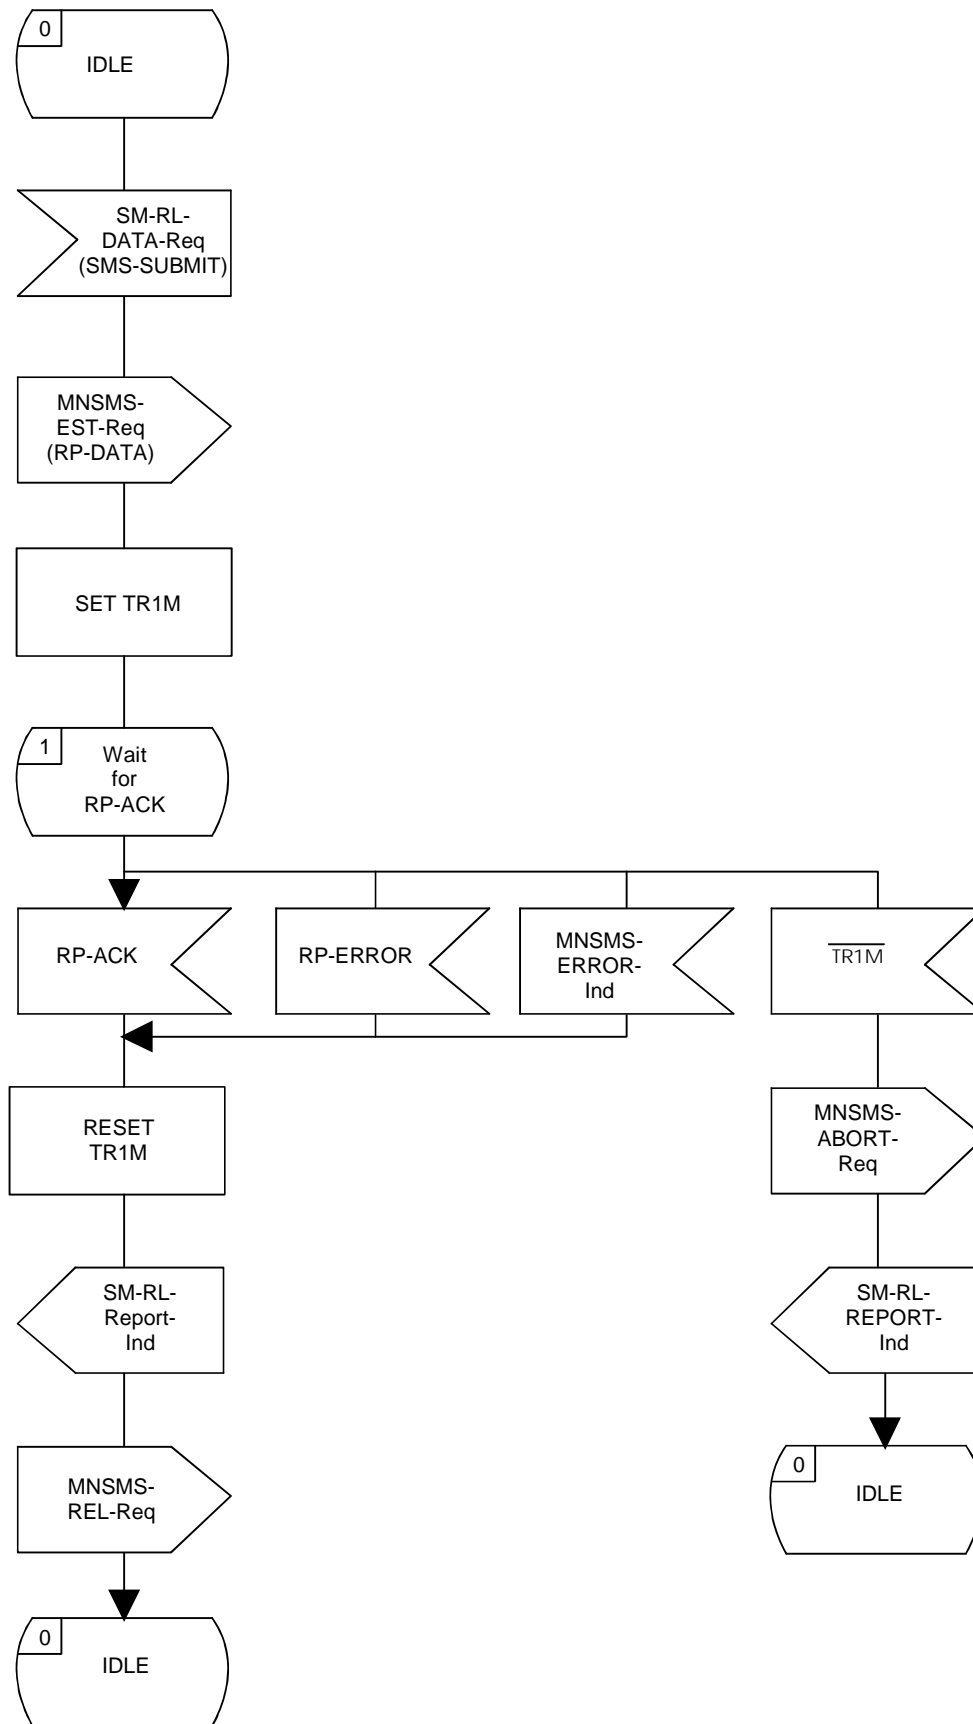 0
IDLE
SM-RL-
DATA-Req
(SMS-SUBMIT)
MNSMS-
EST-Req
(RP-DATA)
SET TR1M
1
Wait
for
RP-ACK
RP-ACK
RP-ERROR
MNSMS-
ERROR-
Ind
TR1M
RESET
TR1M
MNSMS-
ABORT-
Req
SM-RL-
Report-
Ind
SM-RL-
REPORT-
Ind
MNSMS-
REL-Req
0
IDLE
0
IDLE